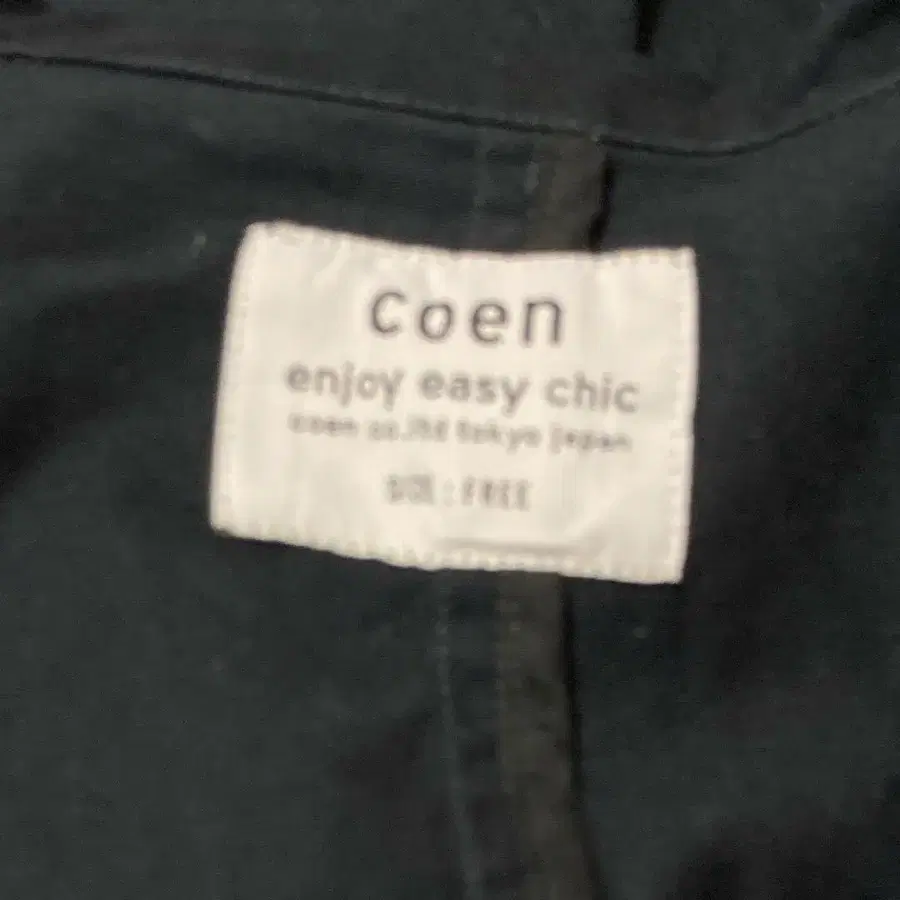 coen
enjoy easy chic
coen co.ltd tokyo japan
SIZE:FREE